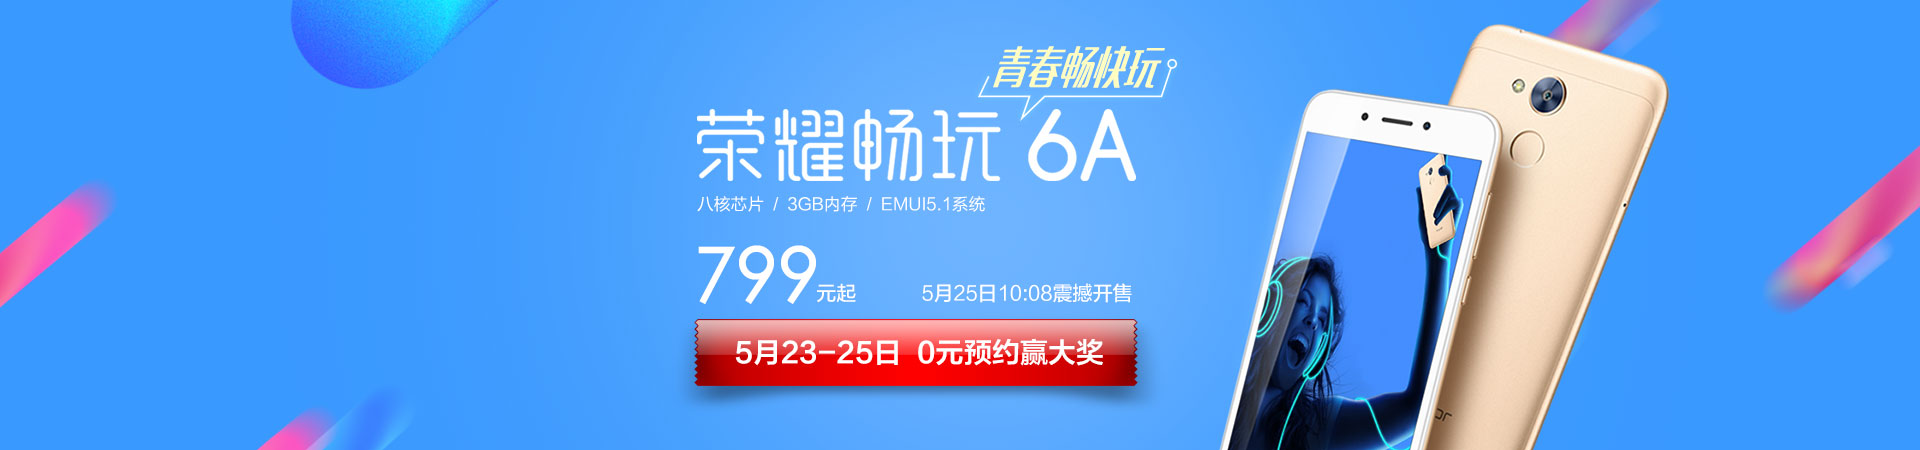 青春畅快玩
荣耀畅玩 6A
八核芯片 / 3GB内存 / EMUI5.1系统
799元起
5月25日10:08震撼开售
5月23-25日 0元预约赢大奖